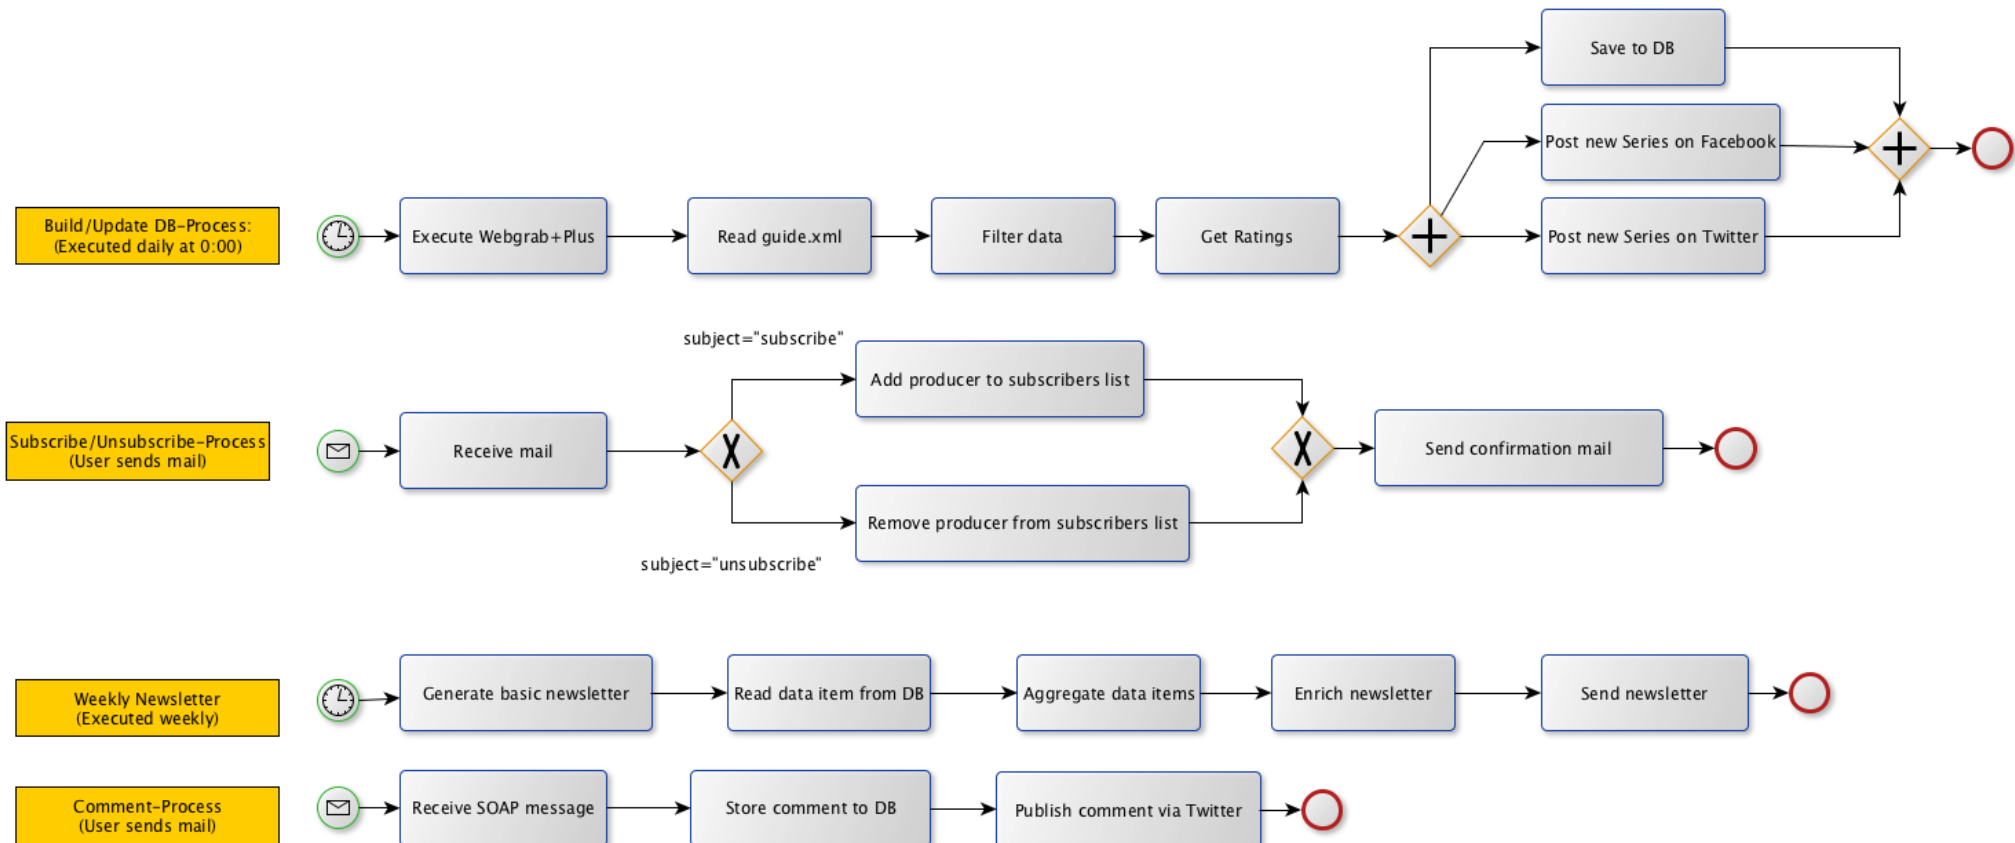 Save to DB
Post new Series on Facebook
Build/Update DB-Process:
(Executed daily at 0:00)
Execute Webgrab+Plus
Read guide.xml
Filter data
Get Ratings
Post new Series on Twitter
subject="subscribe"
Add producer to subscribers list
Subscribe/Unsubscribe-Process
(User sends mail)
Receive mail
X
X
Send confirmation mail
Remove producer from subscribers list
subject="unsubscribe"
Weekly Newsletter
(Executed weekly)
Generate basic newsletter
Read data item from DB
Aggregate data items
Enrich newsletter
Send newsletter
Comment-Process
(User sends mail)
Receive SOAP message
Store comment to DB
Publish comment via Twitter